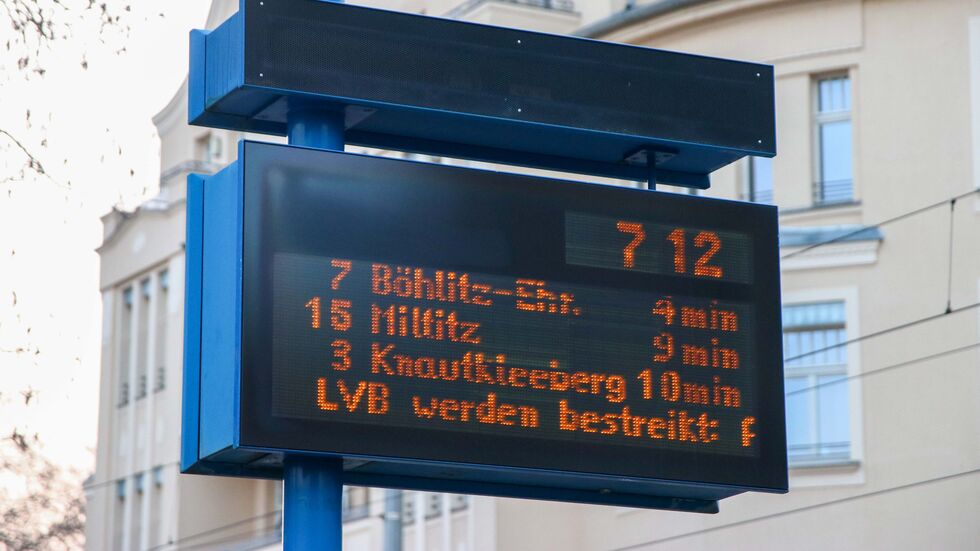 7 12
7 Böhlitz-Ehr. 4 min
15 Miltitz 9 min
3 Knautkleeberg 10 min
LVB werden bestreikt: F